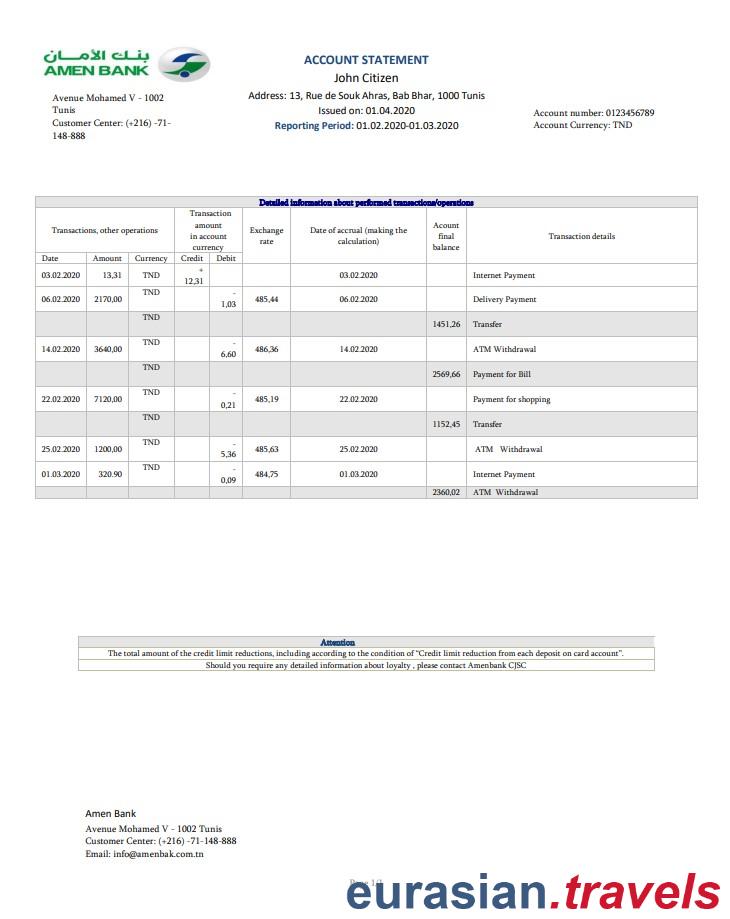 بنك الأمــان
AMEN BANK
Avenue Mohamed V - 1002
Tunis
Customer Center: (+216) -71-
148-888
ACCOUNT STATEMENT
John Citizen
Address: 13, Rue de Souk Ahras, Bab Bhar, 1000 Tunis
Issued on: 01.04.2020
Reporting Period: 01.02.2020-01.03.2020
Account number: 0123456789
Account Currency: TND
Detailed information about performed transactions/operations
Transactions, other operations
Transaction
amount
in account
currency
Exchange
rate
Date of accrual (making the
calculation)
Acount
final
balance
Transaction details
Date Amount Currency Credit Debit
03.02.2020 13,31 TND + 12,31 03.02.2020 Internet Payment
06.02.2020 2170,00 TND - 1,03 485,44 06.02.2020 Delivery Payment
TND 1451,26 Transfer
14.02.2020 3640,00 TND - 6,60 486,36 14.02.2020 ATM Withdrawal
TND 2569,66 Payment for Bill
22.02.2020 7120,00 TND - 0,21 485,19 22.02.2020 Payment for shopping
TND 1152,45 Transfer
25.02.2020 1200,00 TND - 5,36 485,63 25.02.2020 ATM Withdrawal
01.03.2020 320.90 TND - 0,09 484,75 01.03.2020 Internet Payment
2360,02 ATM Withdrawal
Attention
The total amount of the credit limit reductions, including according to the condition of “Credit limit reduction from each deposit on card account”.
Should you require any detailed information about loyalty , please contact Amenbank CJSC
Amen Bank
Avenue Mohamed V - 1002 Tunis
Customer Center: (+216) -71-148-888
Email: info@amenbak.com.tn
eurasian.travels